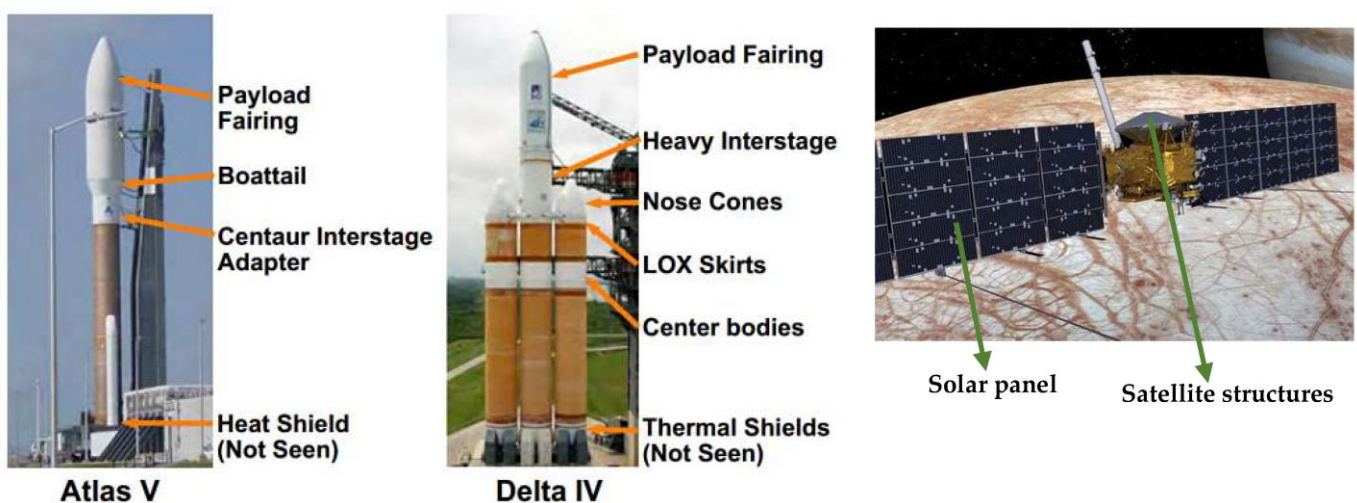 Payload
Fairing
Boattail
Centaur Interstage
Adapter
Heat Shield
(Not Seen)
Atlas V
Payload Fairing
Heavy Interstage
Nose Cones
LOX Skirts
Center bodies
Thermal Shields
(Not Seen)
Delta IV
Solar panel
Satellite structures